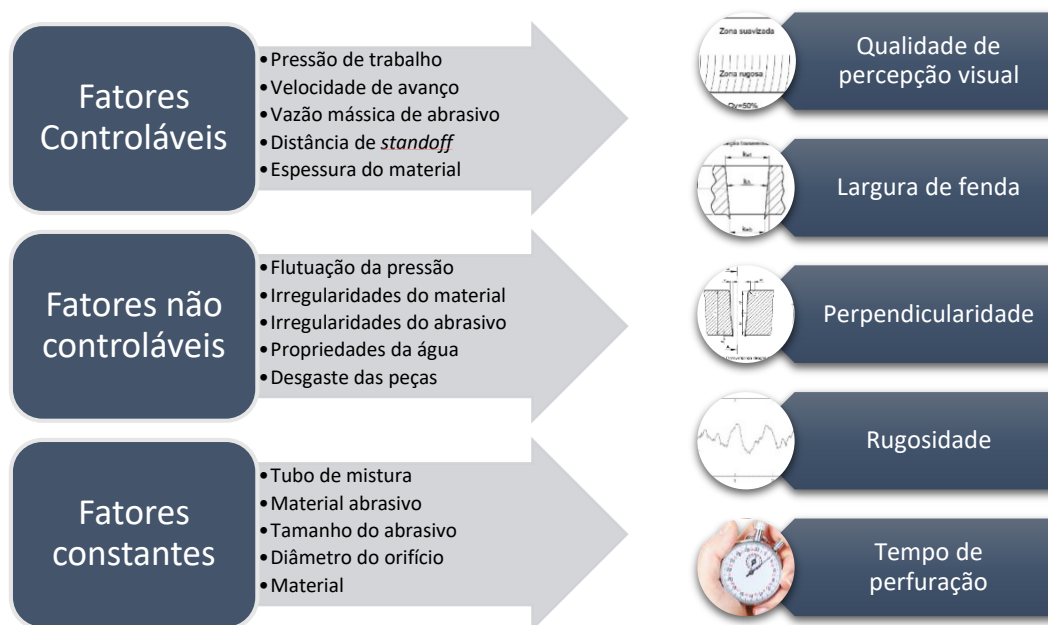 Fatores
Controláveis
•Pressão de trabalho
•Velocidade de avanço
•Vazão mássica de abrasivo
•Distância de standoff
•Espessura do material
Fatores não
controláveis
•Flutuação da pressão
•Irregularidades do material
•Irregularidades do abrasivo
•Propriedades da água
•Desgaste das peças
Fatores
constantes
•Tubo de mistura
•Material abrasivo
•Tamanho do abrasivo
•Diâmetro do orifício
•Material
Zona suavizada
Zona rugosa
Qualidade de
percepção visual
Largura de fenda
Perpendicularidade
Rugosidade
Tempo de
perfuração